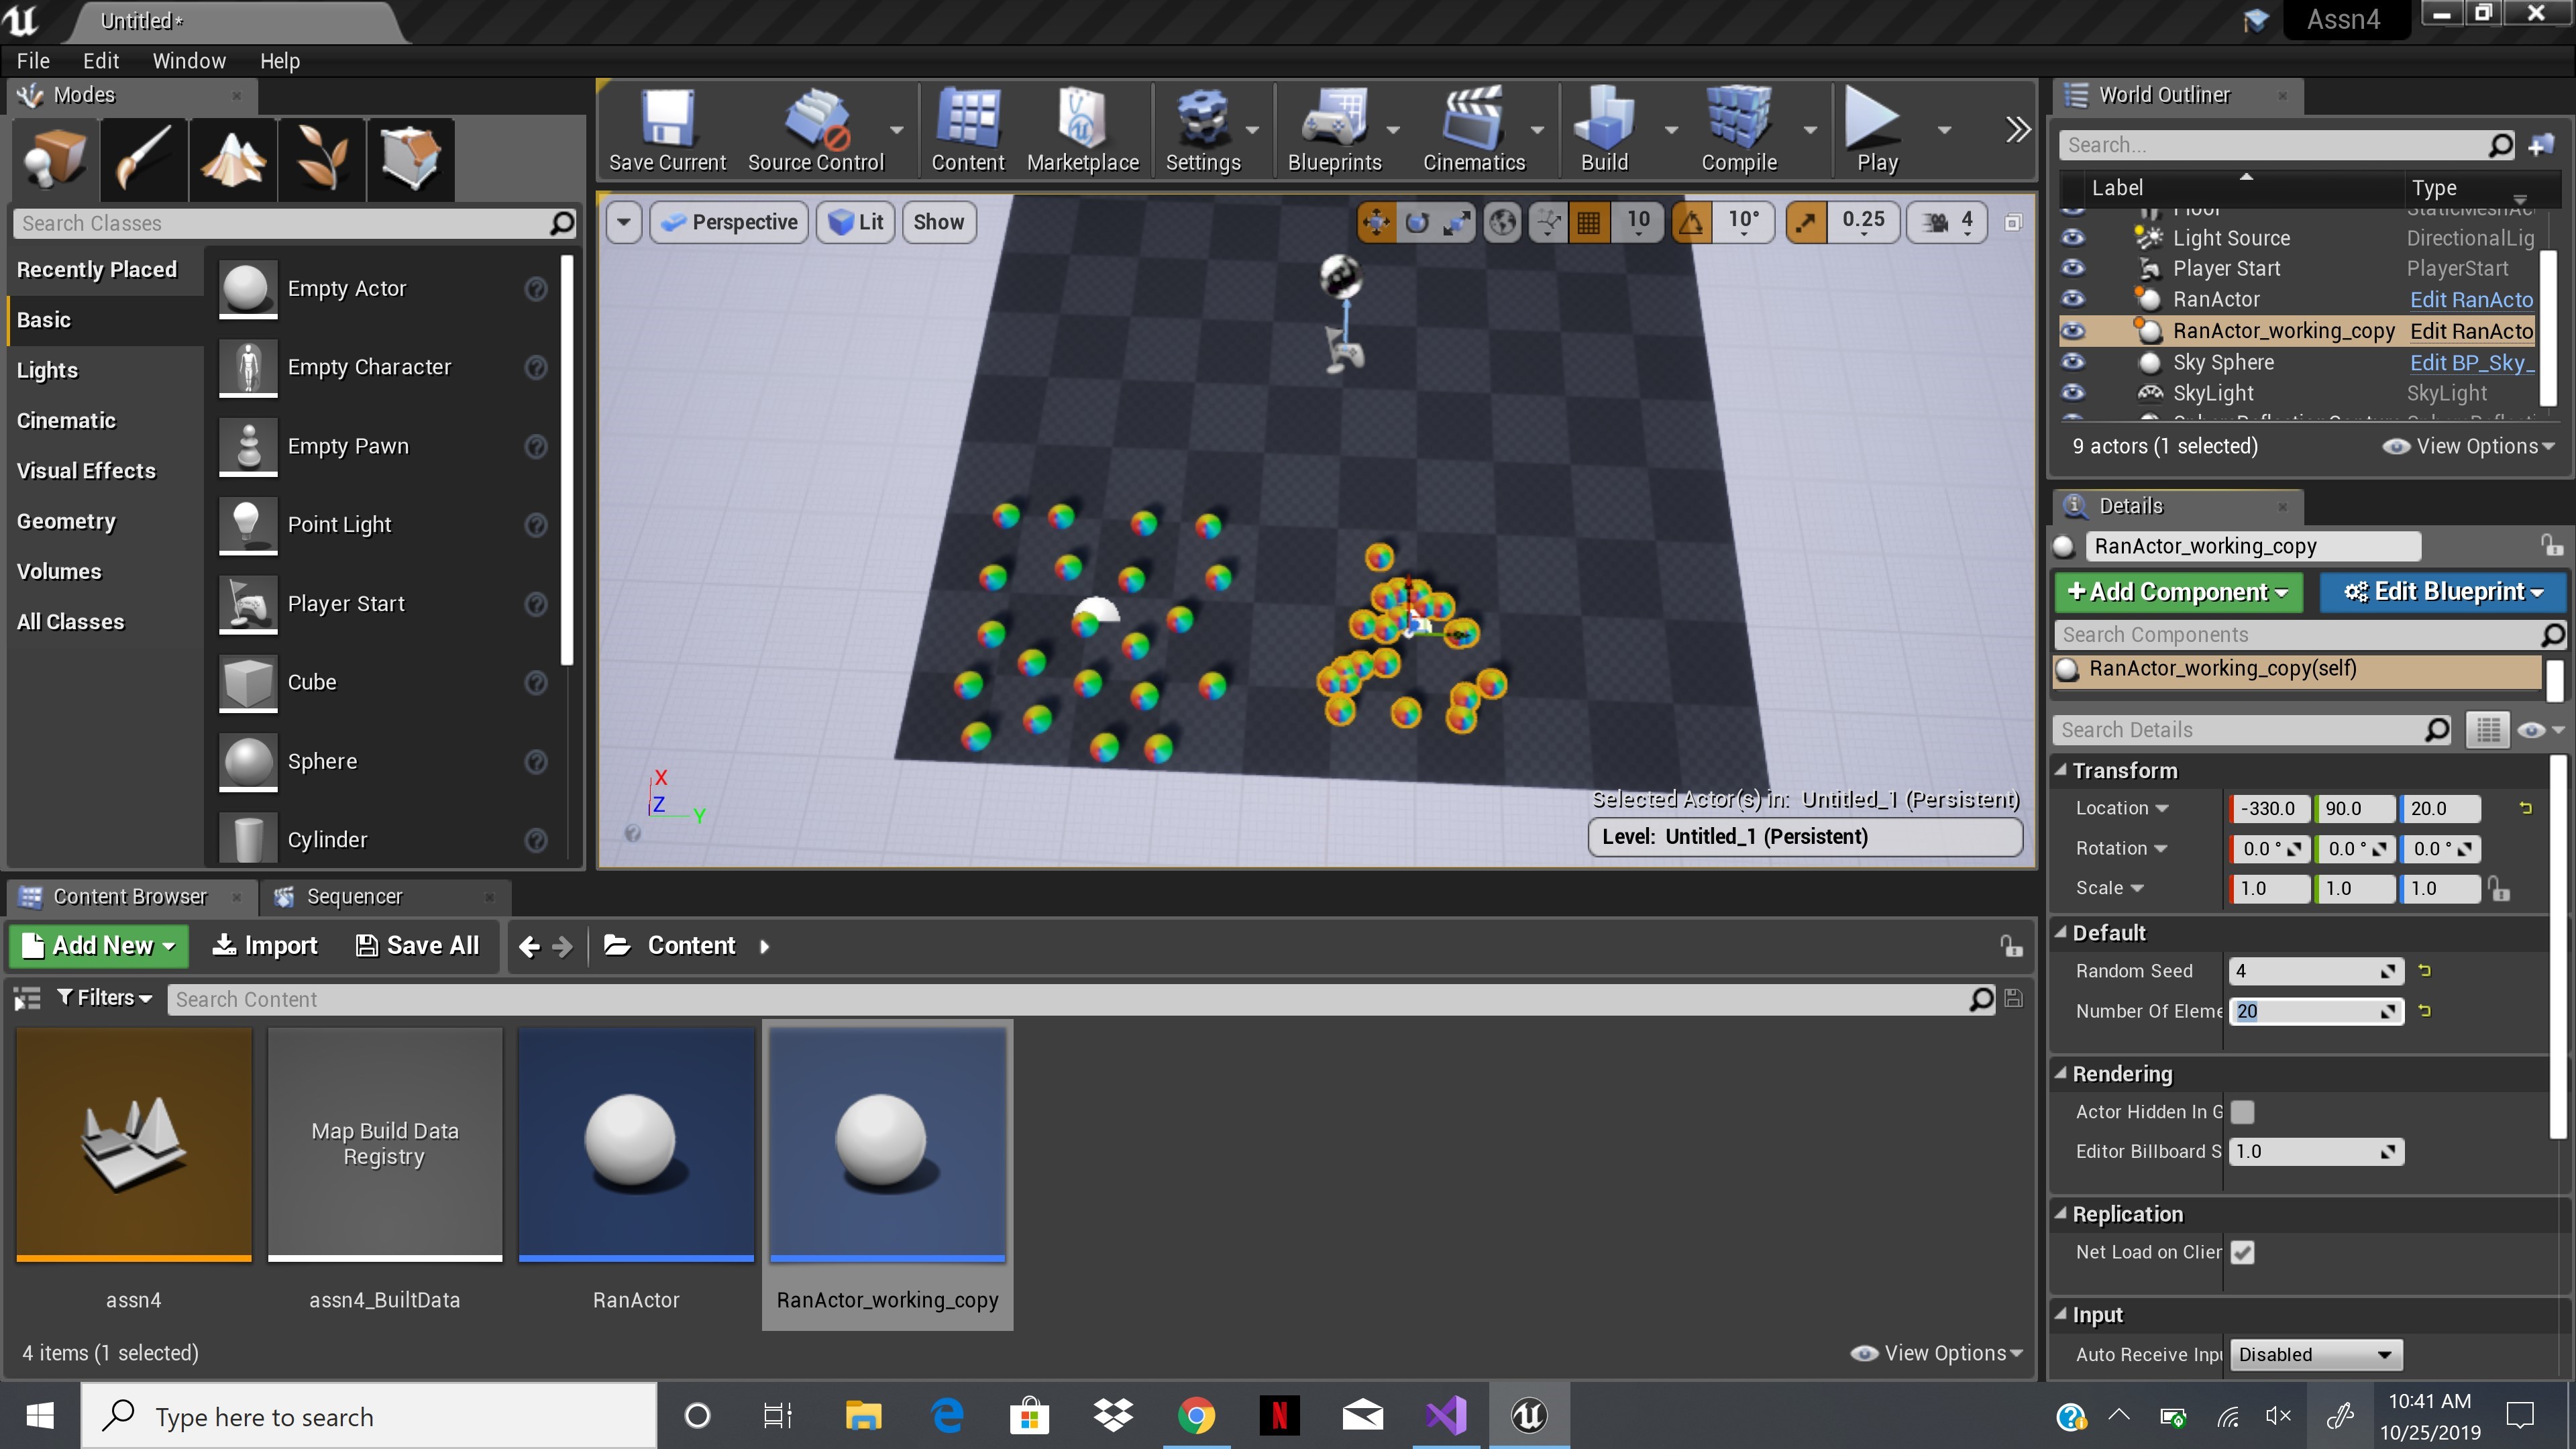 Untitled*
Assn4
File Edit Window Help
Modes
Search Classes
Recently Placed
Basic
Lights
Cinematic
Visual Effects
Geometry
Volumes
All Classes
Empty Actor
Empty Character
Empty Pawn
Point Light
Player Start
Cube
Sphere
Cylinder
Save Current Source Control Content Marketplace Settings Blueprints Cinematics Build Compile Play
Perspective Lit Show 10 10° 0.25 4
X
Z
Y
Selected Actor(s) in: Untitled_1 (Persistent)
Level: Untitled_1 (Persistent)
World Outliner
Search...
Label Type
Floor StaticMeshAc
Light Source DirectionalLig
Player Start PlayerStart
RanActor Edit RanActo
RanActor_working_copy Edit RanActo
Sky Sphere Edit BP_Sky_
SkyLight SkyLight
9 actors (1 selected) View Options
Details
RanActor_working_copy
+Add Component Edit Blueprint
Search Components
RanActor_working_copy(self)
Search Details
Transform
Location -330.0 90.0 20.0
Rotation 0.0 ° 0.0 ° 0.0 °
Scale 1.0 1.0 1.0
Default
Random Seed 4
Number Of Eleme 20
Rendering
Actor Hidden In G
Editor Billboard S 1.0
Replication
Net Load on Clier
Input
Auto Receive Inpu Disabled
Content Browser Sequencer
Add New Import Save All Content
Filters Search Content
Map Build Data
Registry
assn4 assn4_BuiltData RanActor RanActor_working_copy
4 items (1 selected) View Options
Type here to search
10:41 AM
10/25/2019